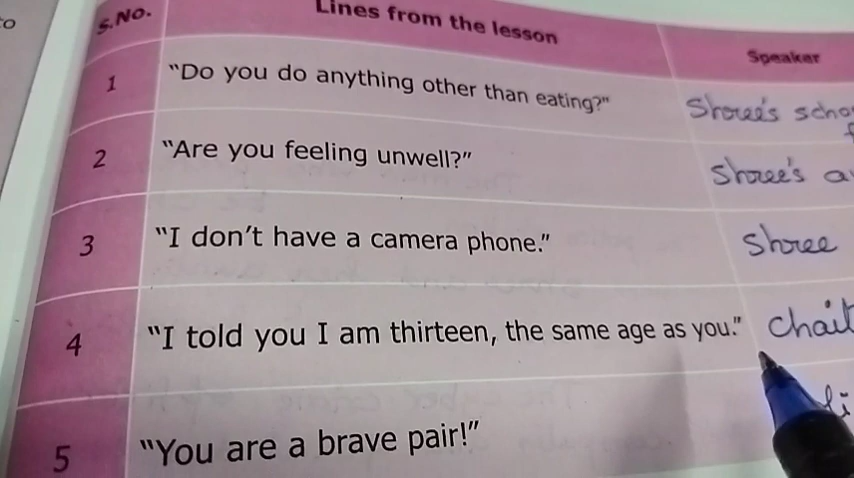 S.No. Lines from the lesson Speaker
1 "Do you do anything other than eating?" Shree's
2 "Are you feeling unwell?" Shree's
3 "I don't have a camera phone." Shree
4 "I told you I am thirteen, the same age as you."
5 "You are a brave pair!"